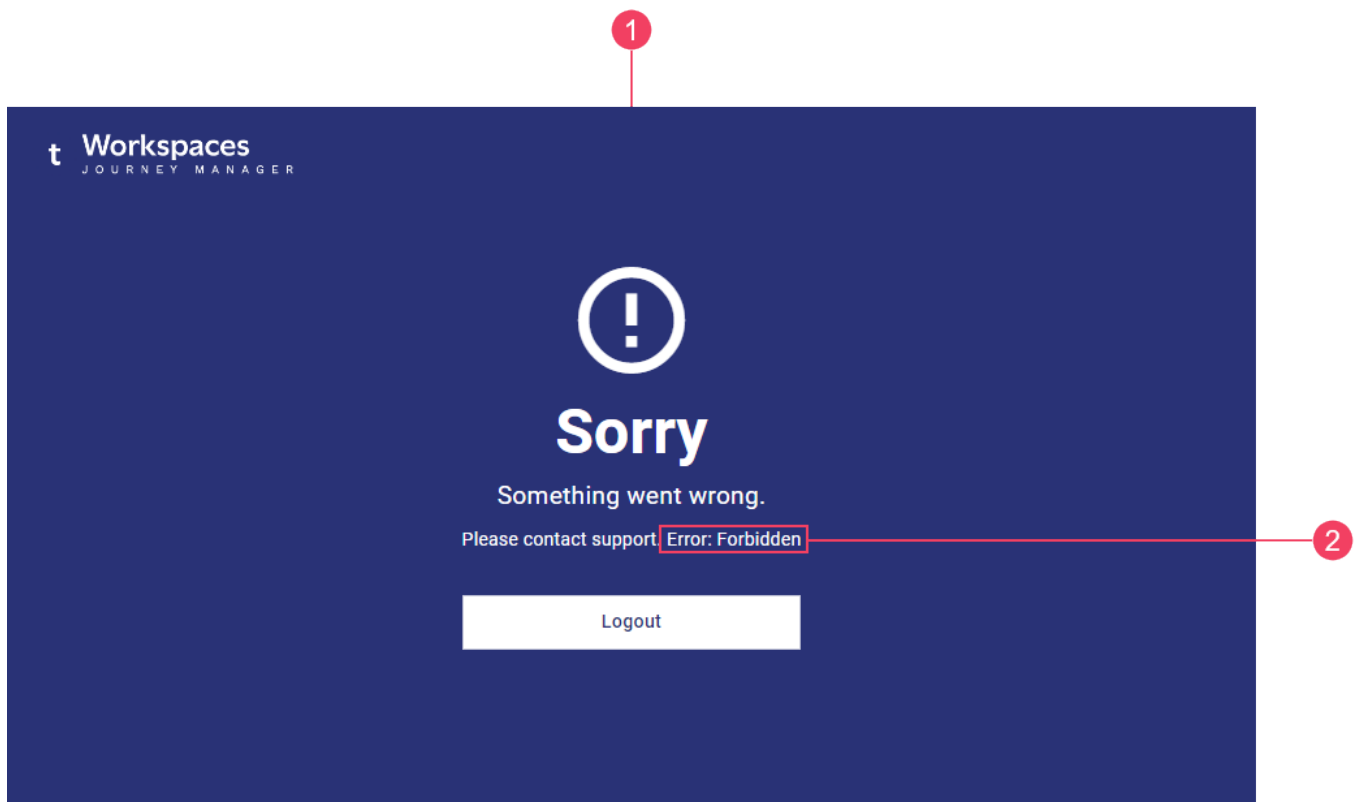 1
t Workspaces
JOURNEY MANAGER
Sorry
Something went wrong.
Please contact support. Error: Forbidden
2
Logout